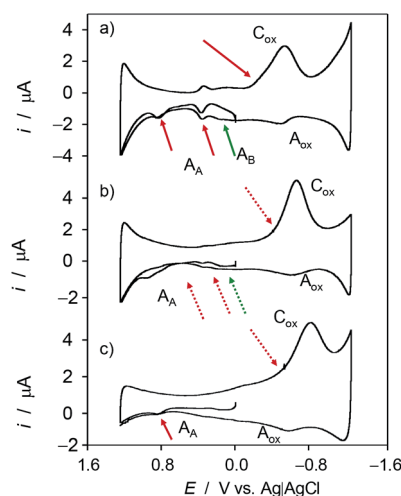 a)
4
2
0
−2
−4
i / µA
C_ox
A_A
A_B
A_ox
b)
4
2
0
−2
i / µA
C_ox
A_A
A_ox
c)
4
2
0
−2
i / µA
C_ox
A_A
A_ox
1.6 0.8 0.0 −0.8 −1.6
E / V vs. Ag|AgCl